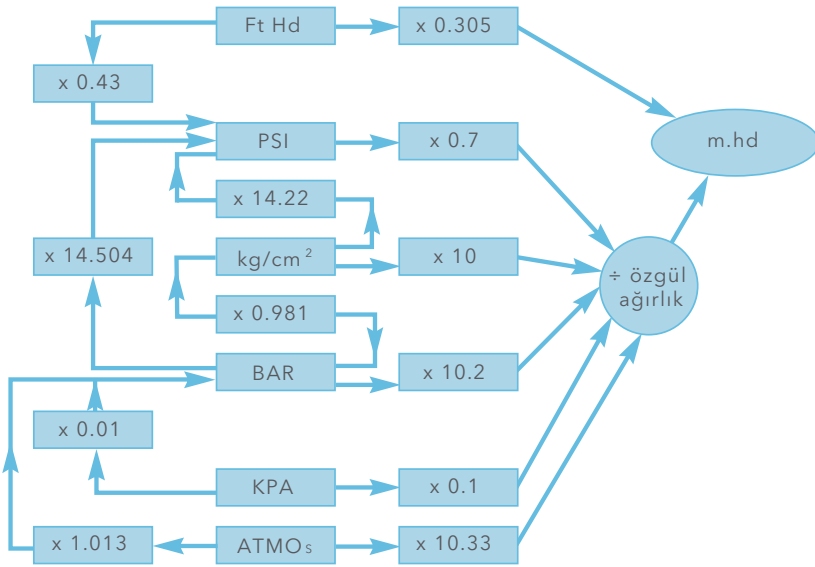 Ft Hd
x 0.305
x 0.43
m.hd
PSI
x 0.7
x 14.22
x 14.504
kg/cm²
x 10
÷ özgül
ağırlık
x 0.981
BAR
x 10.2
x 0.01
KPA
x 0.1
x 1.013
ATMOs
x 10.33